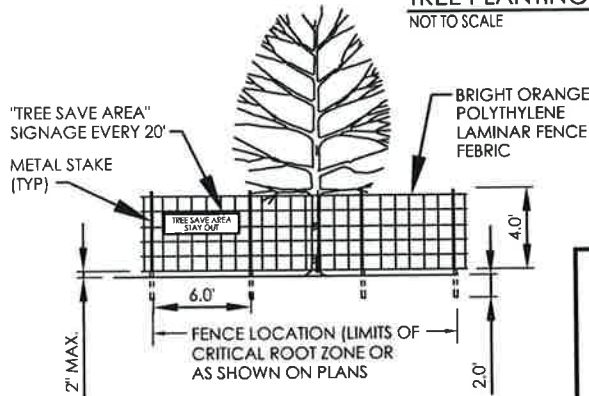 TREE PLANTING
NOT TO SCALE
"TREE SAVE AREA"
SIGNAGE EVERY 20'
METAL STAKE
(TYP)
BRIGHT ORANGE
POLYTHYLENE
LAMINAR FENCE
FEBRIC
TREE SAVE AREA
STAY OUT
4.0'
6.0'
2" MAX.
FENCE LOCATION (LIMITS OF
CRITICAL ROOT ZONE OR
AS SHOWN ON PLANS
2.0'